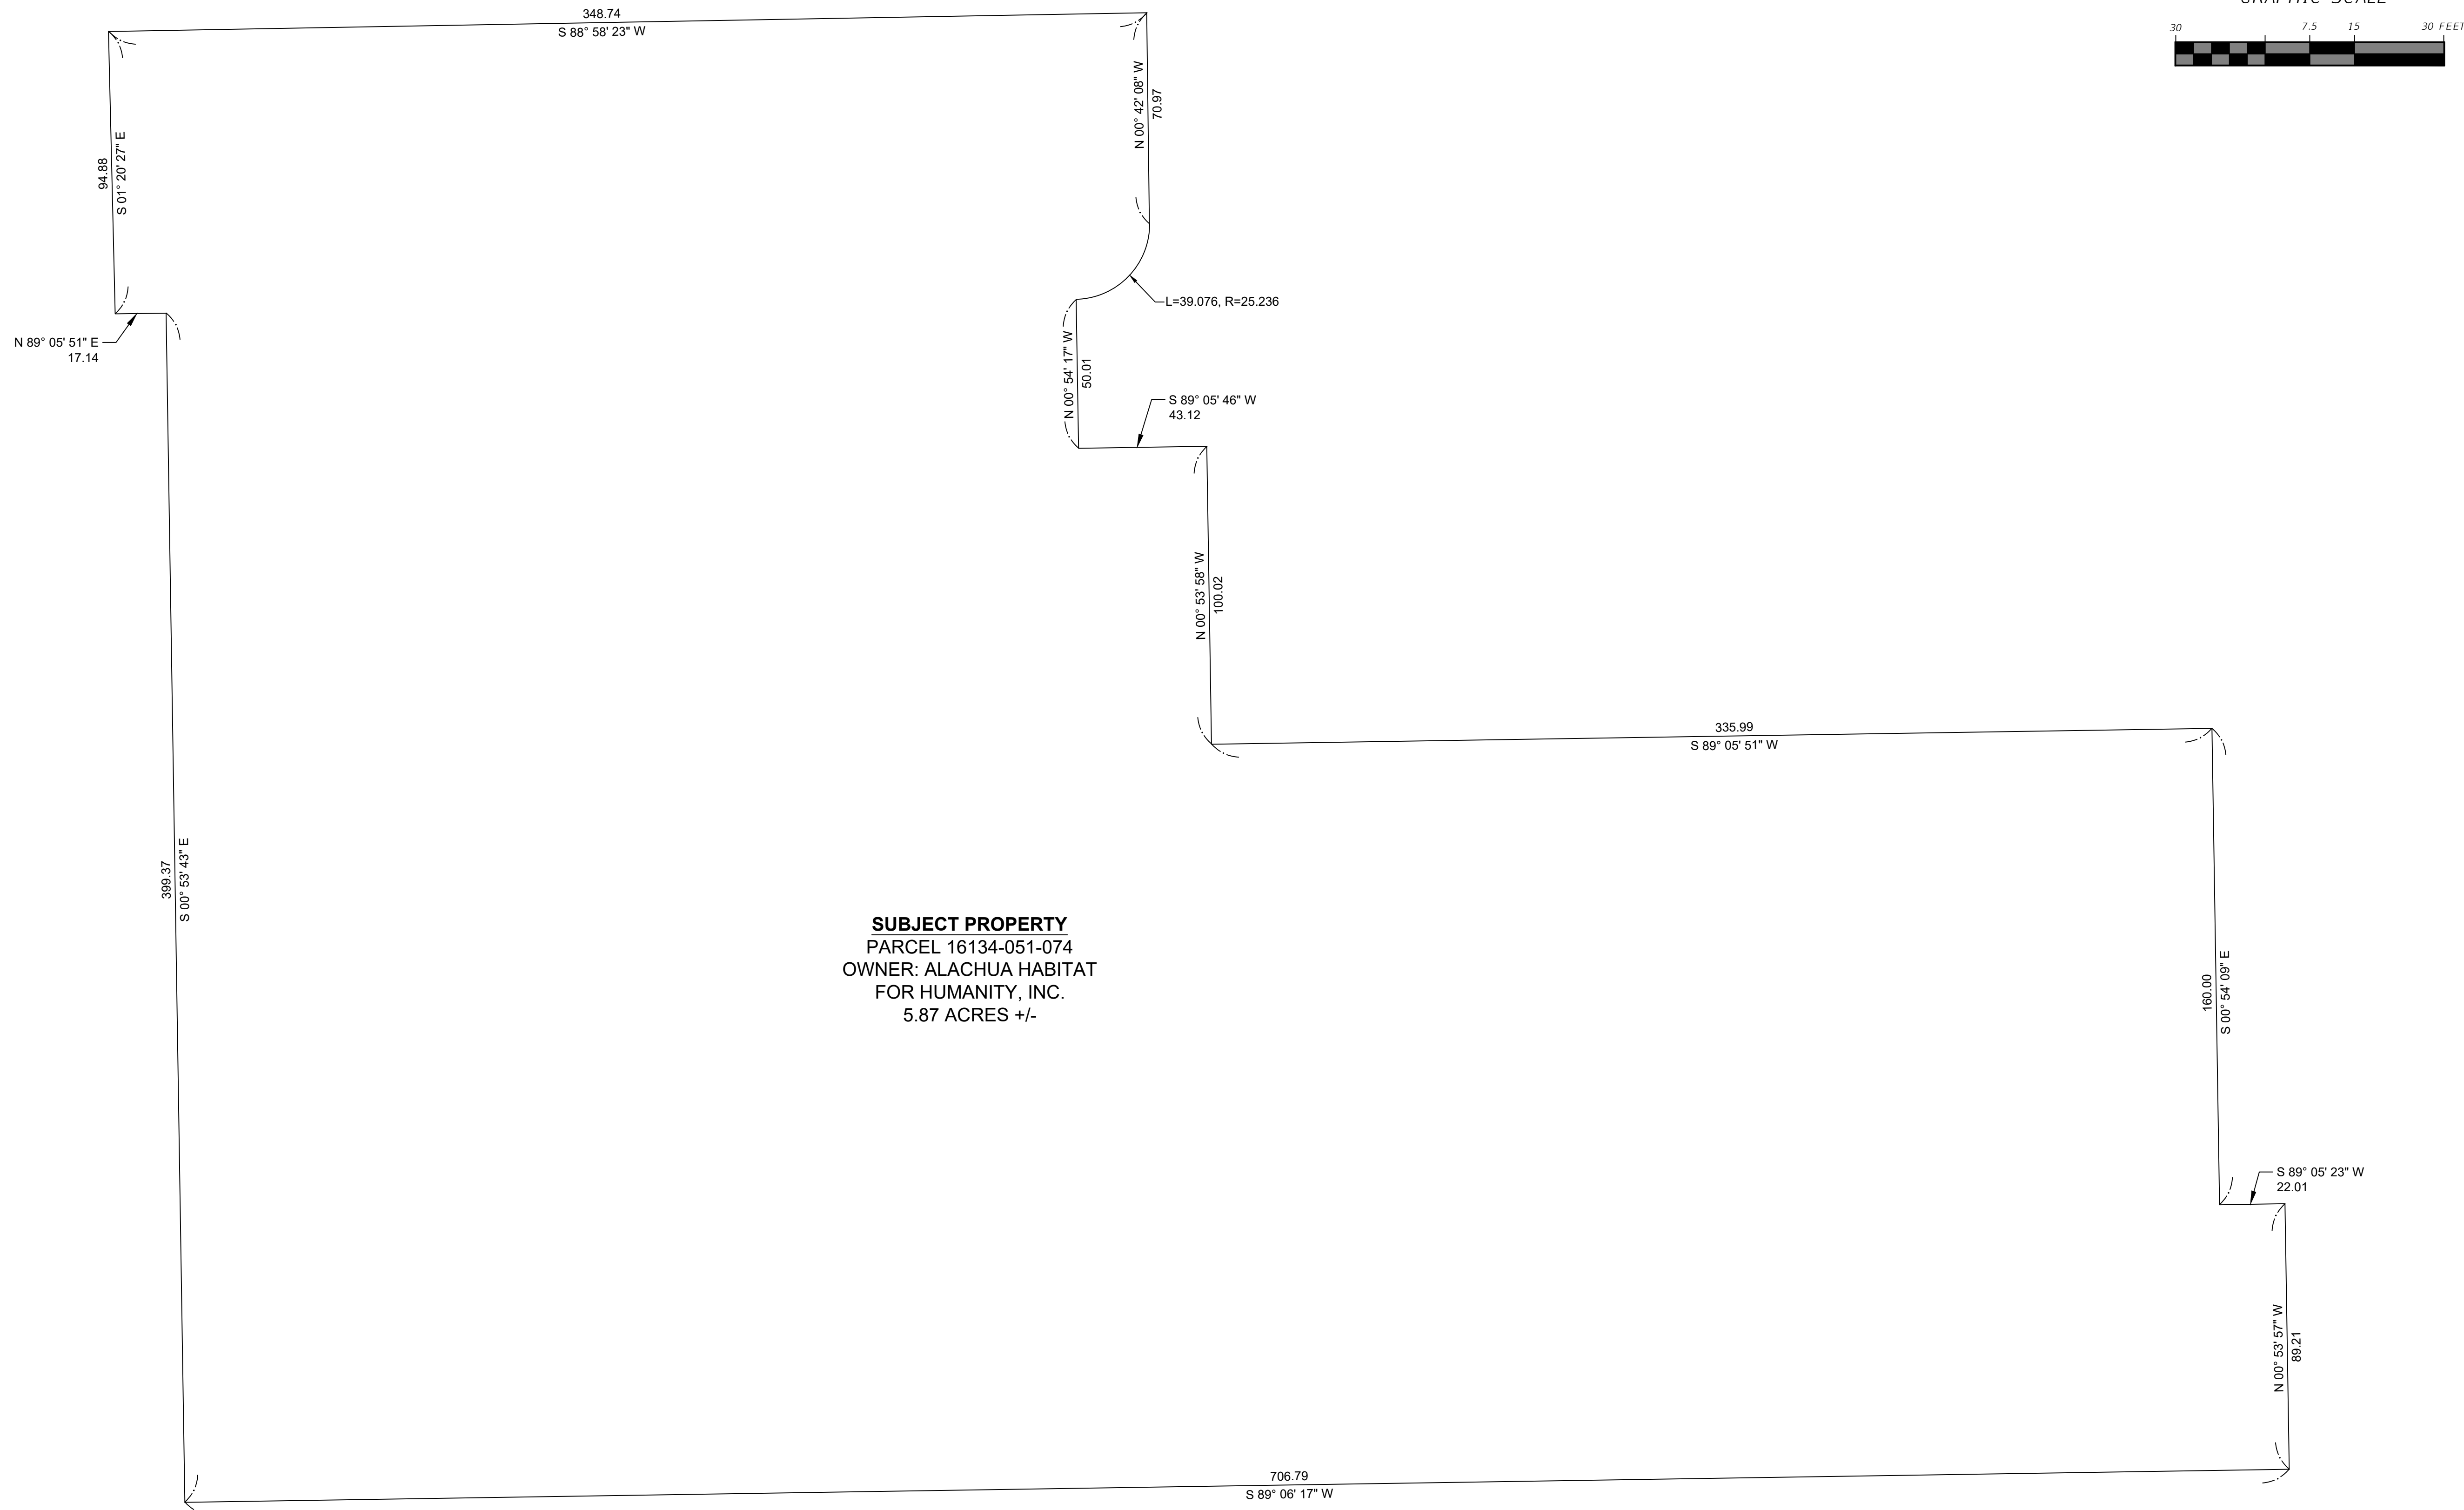 GRAPHIC SCALE
30 7.5 15 30 FEET
348.74
S 88° 58' 23" W
N 00° 42' 08" W
70.97
94.88
S 01° 20' 27" E
L=39.076, R=25.236
N 89° 05' 51" E
17.14
N 00° 54' 17" W
50.01
S 89° 05' 46" W
43.12
N 00° 53' 58" W
100.02
335.99
S 89° 05' 51" W
399.37
S 00° 53' 43" E
SUBJECT PROPERTY
PARCEL 16134-051-074
OWNER: ALACHUA HABITAT
FOR HUMANITY, INC.
5.87 ACRES +/-
160.00
S 00° 54' 09" E
S 89° 05' 23" W
22.01
N 00° 53' 57" W
89.21
706.79
S 89° 06' 17" W